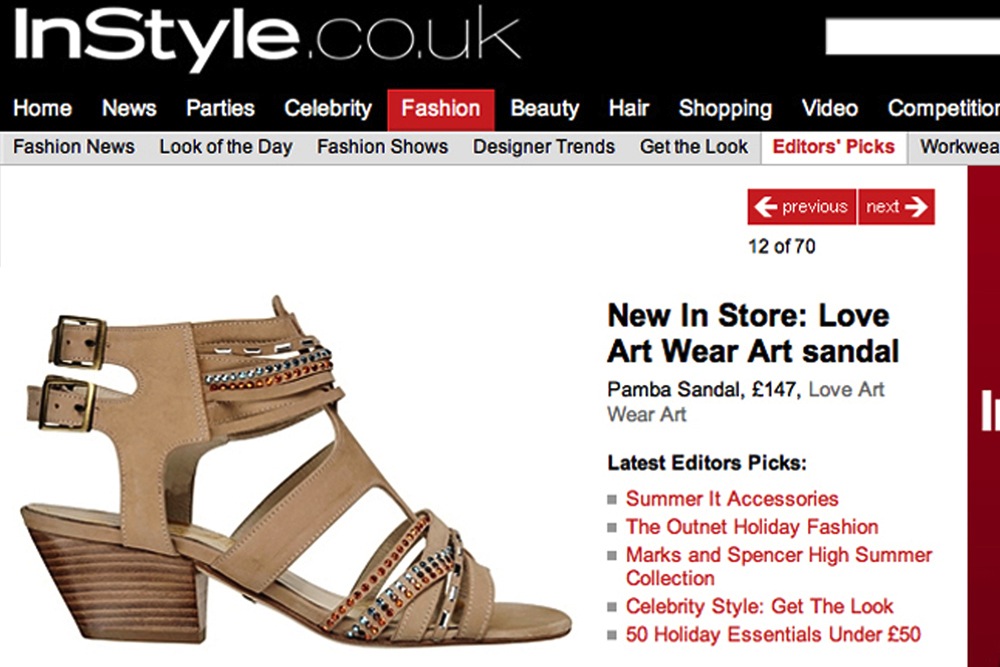 InStyle.co.uk
Home News Parties Celebrity Fashion Beauty Hair Shopping Video
Fashion News Look of the Day Fashion Shows Designer Trends Get the Look Editors' Picks
previous next
12 of 70
New In Store: Love
Art Wear Art sandal
Pamba Sandal, £147, Love Art
Wear Art
Latest Editors Picks:
Summer It Accessories
The Outnet Holiday Fashion
Marks and Spencer High Summer
Collection
Celebrity Style: Get The Look
50 Holiday Essentials Under £50